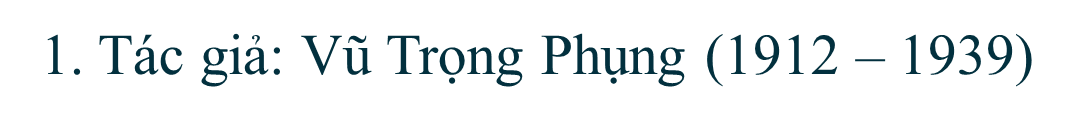 1. Tác giả: Vũ Trọng Phụng (1912 – 1939)